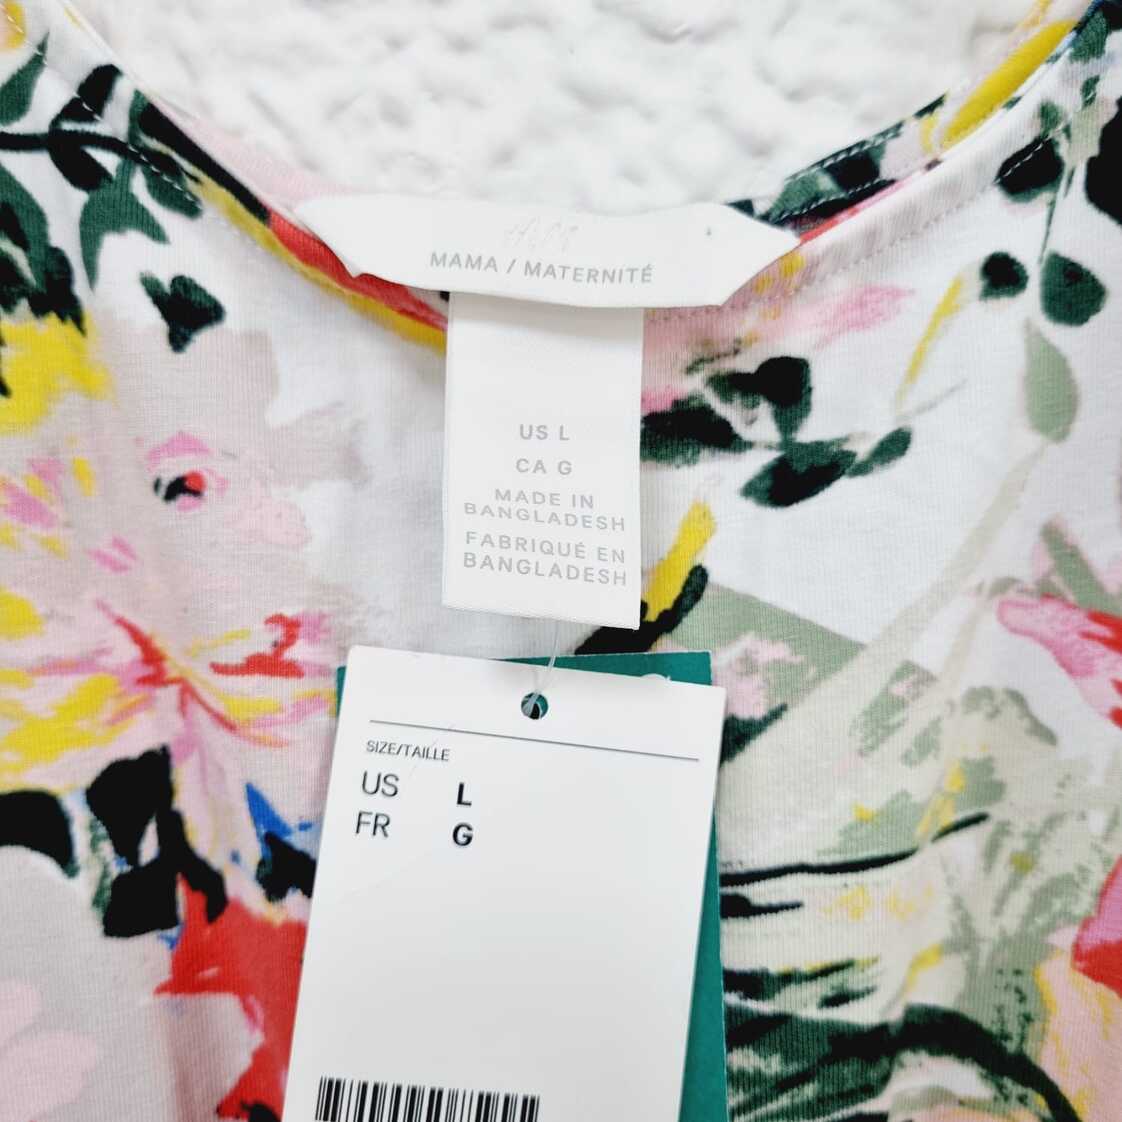 H&M
MAMA / MATERNITÉ
US L
CA G
MADE IN
BANGLADESH
FABRIQUÉ EN
BANGLADESH
SIZE/TAILLE
US L
FR G